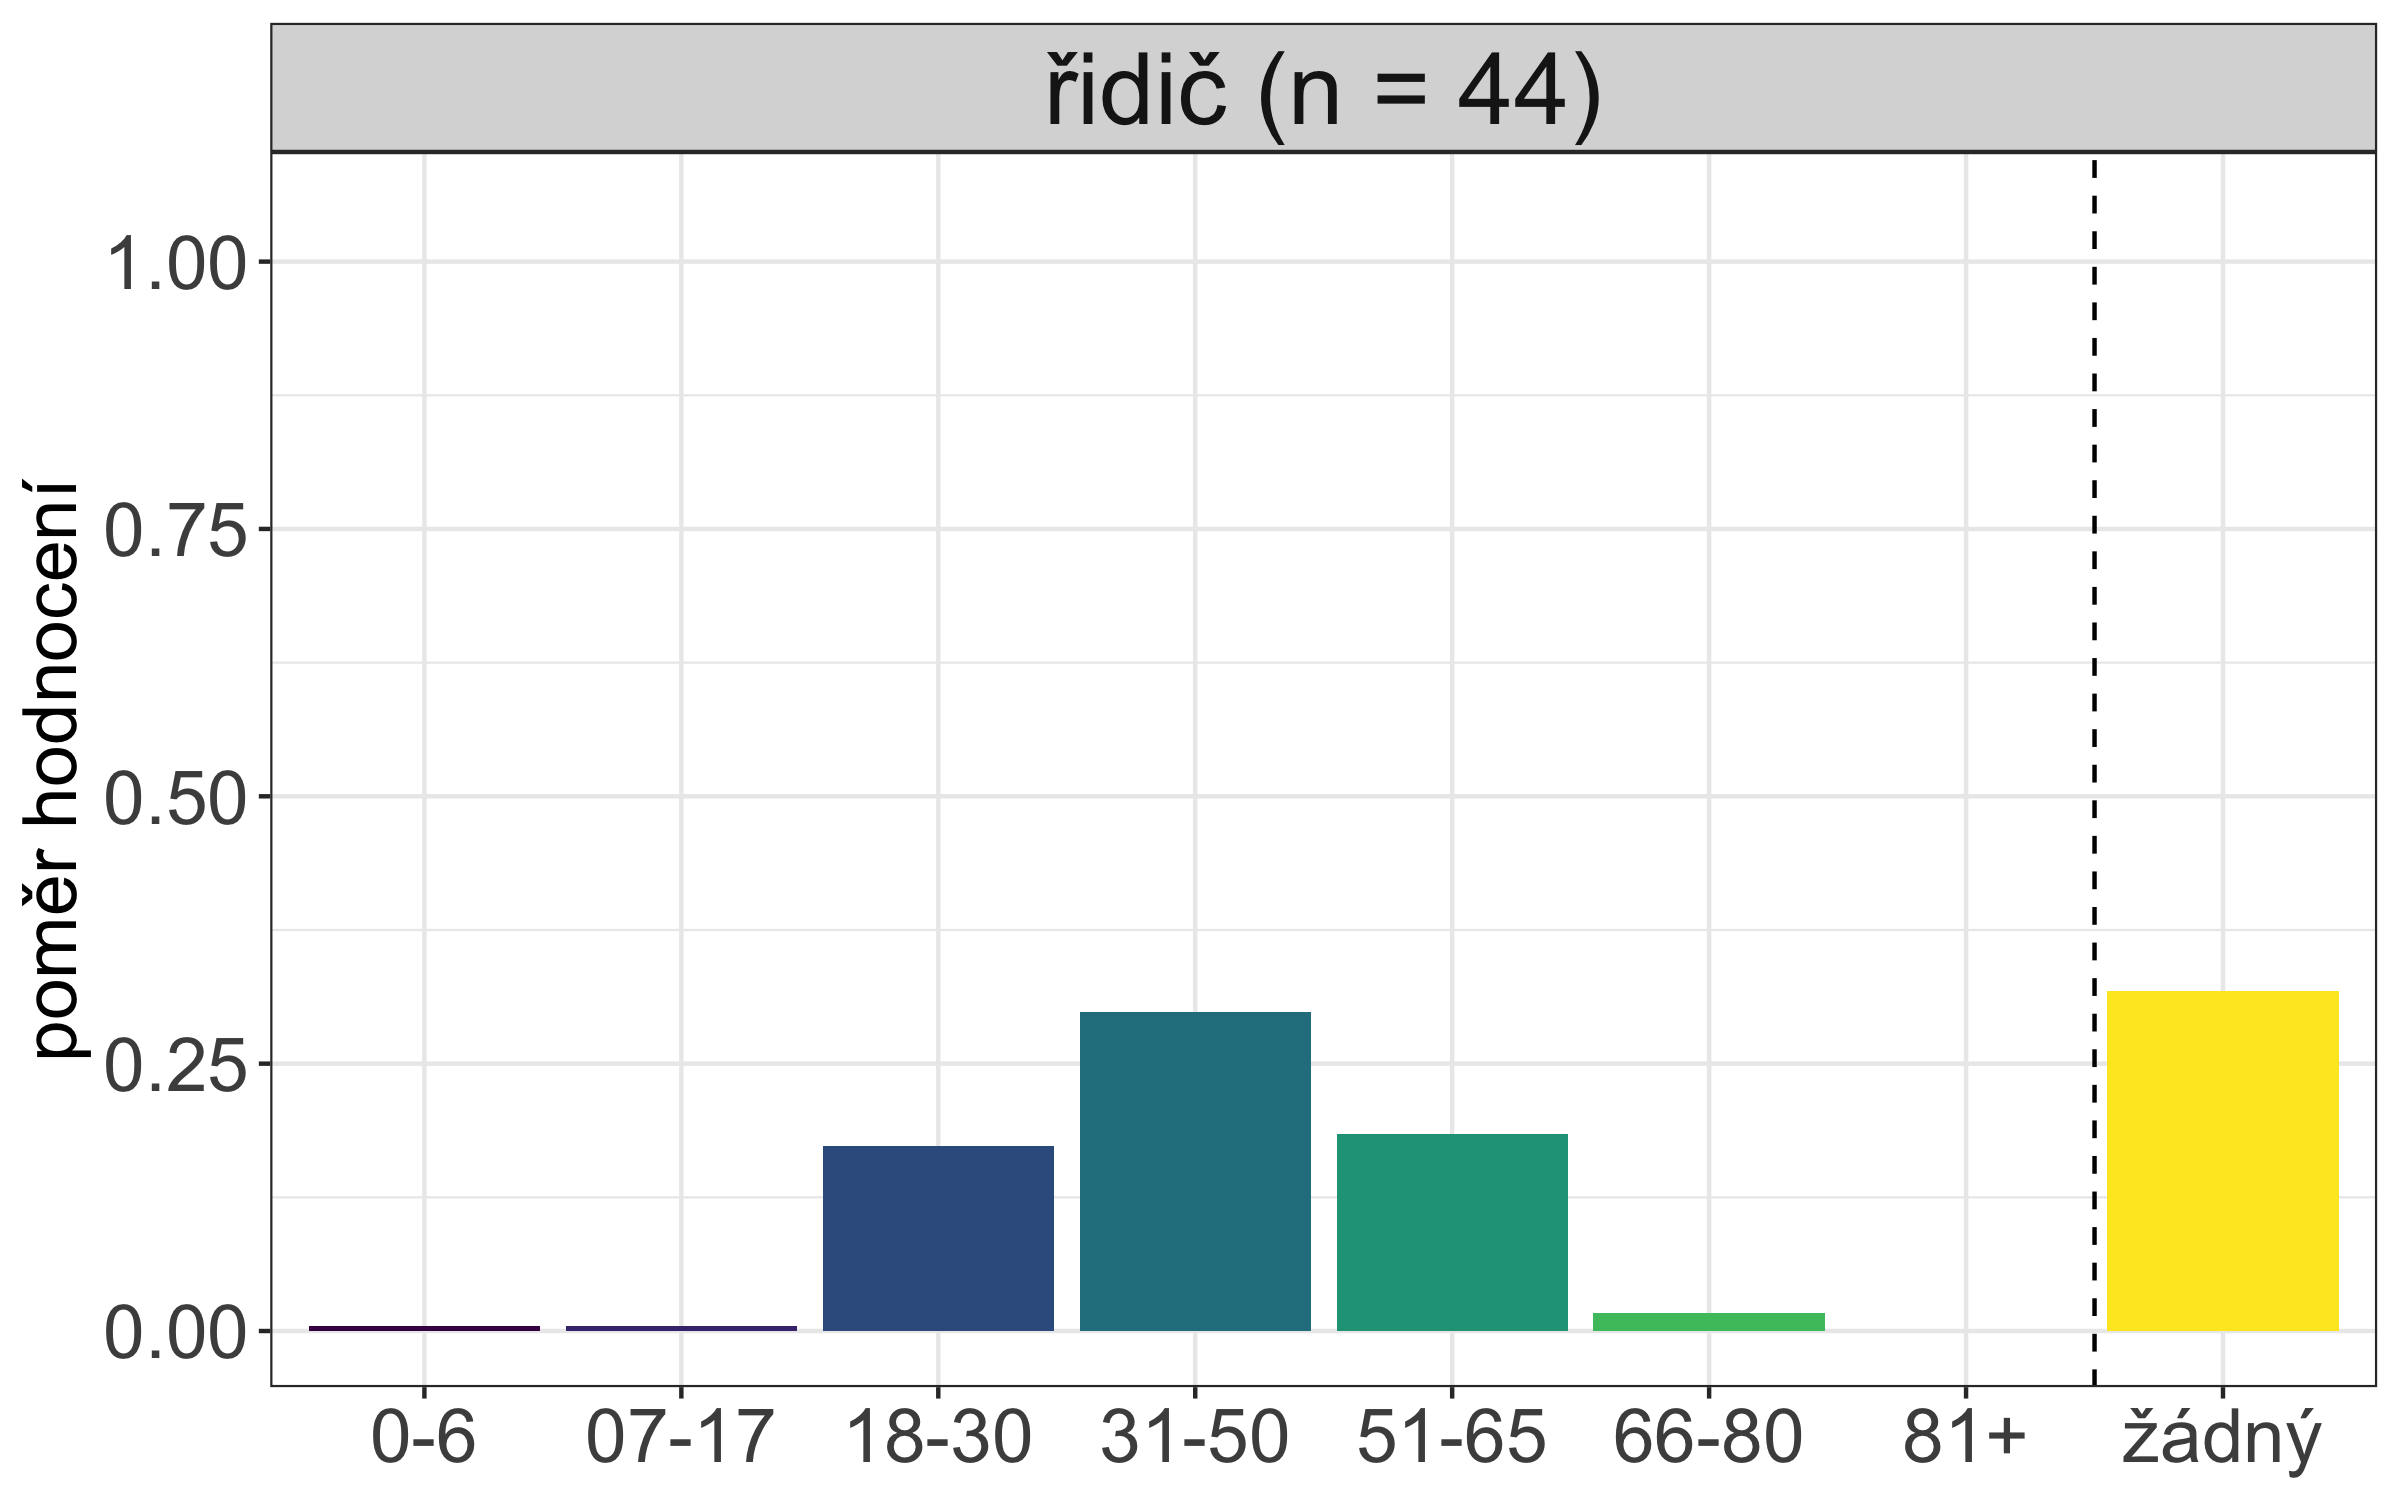 řidič (n = 44)
poměr hodnocení
1.00
0.75
0.50
0.25
0.00
0-6 07-17 18-30 31-50 51-65 66-80 81+ žádný